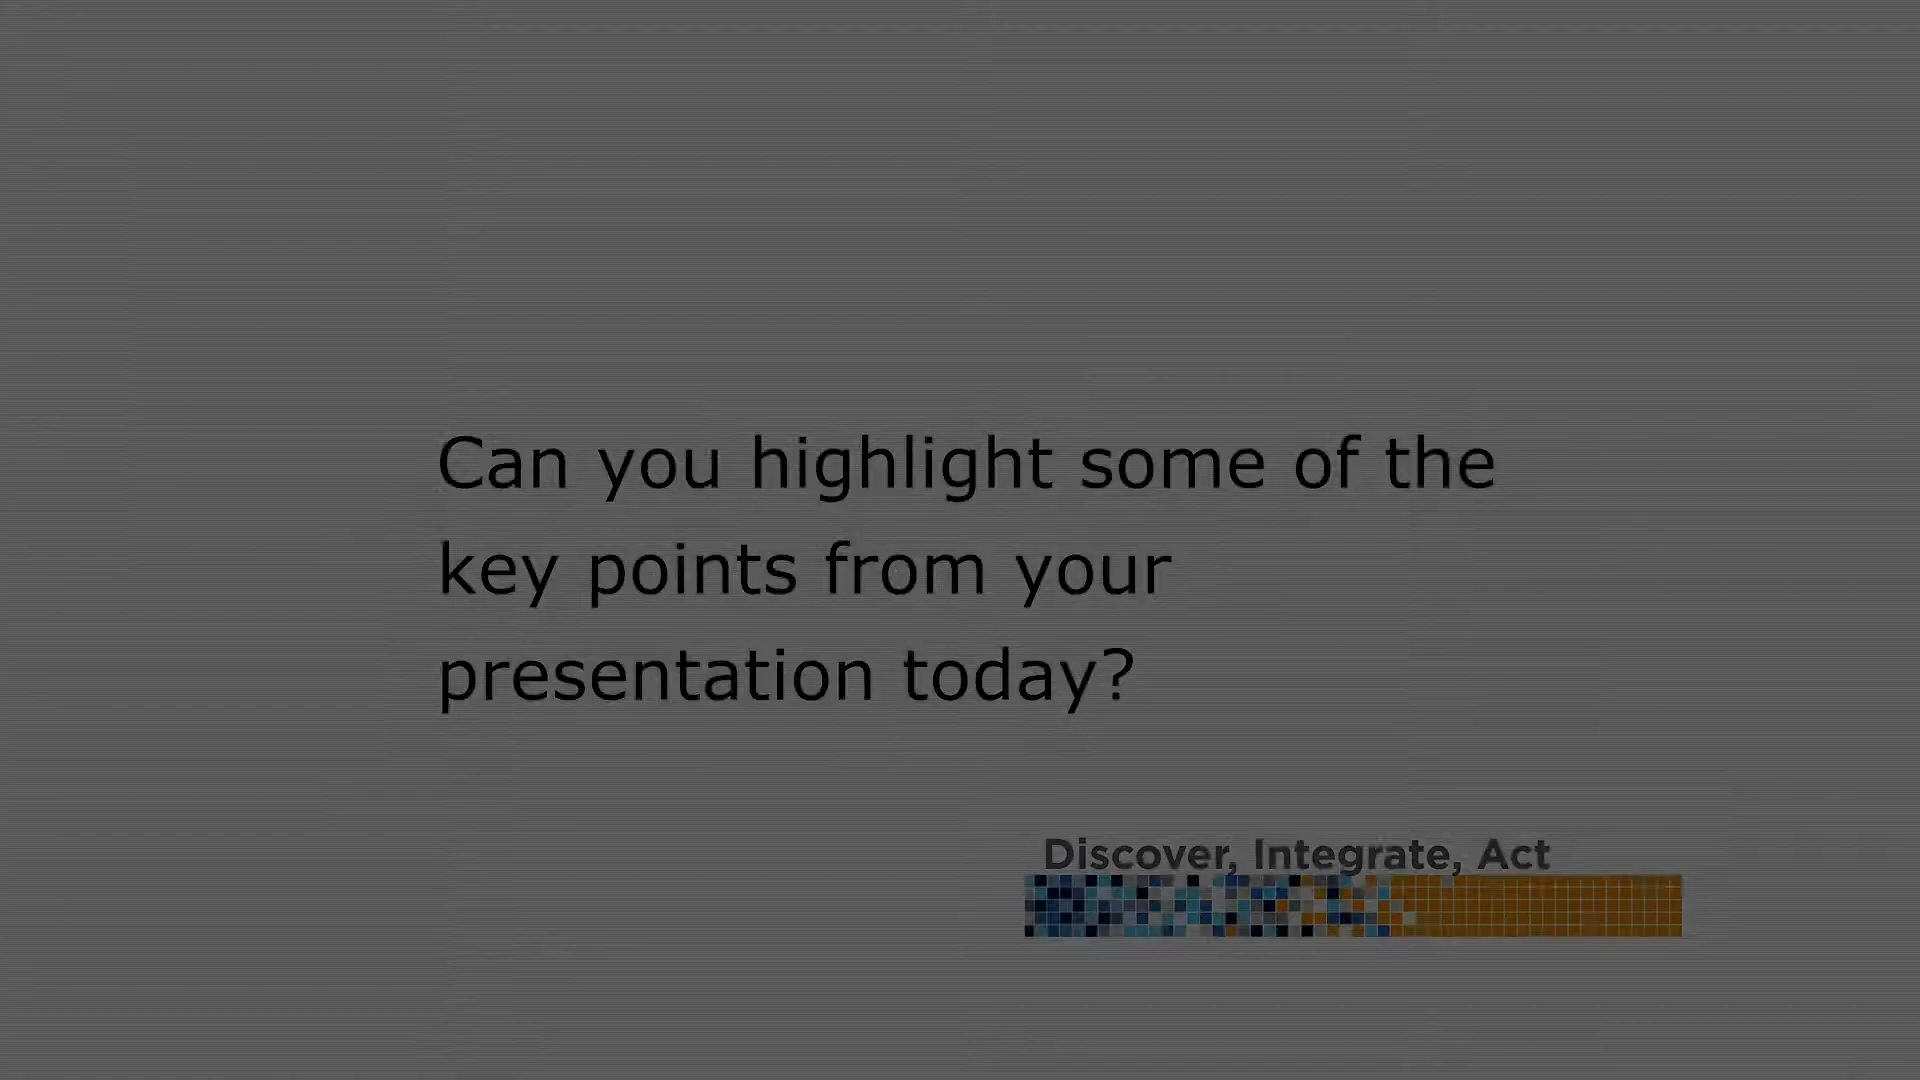 Can you highlight some of the
key points from your
presentation today?
Discover, Integrate, Act